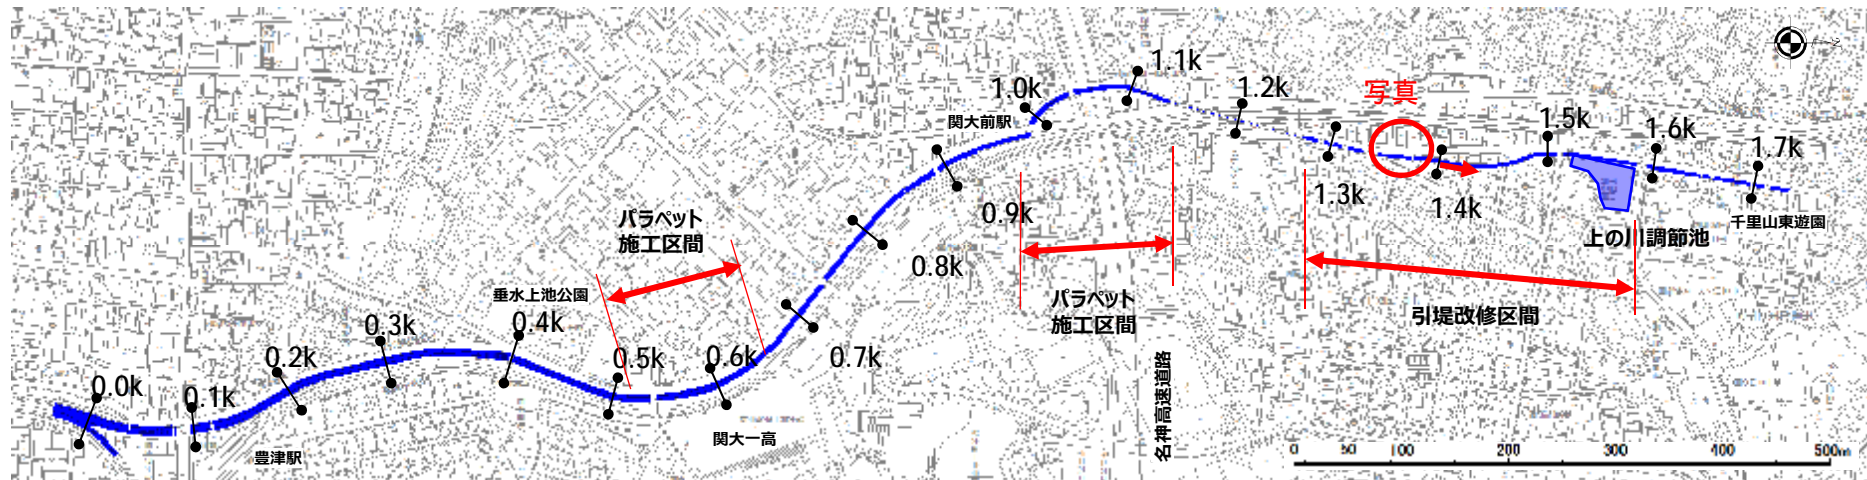 0.0k
0.1k
0.2k
0.3k
0.4k
0.5k
0.6k
0.7k
0.8k
0.9k
1.0k
1.1k
1.2k
1.3k
1.4k
1.5k
1.6k
1.7k
豊津駅
垂水上池公園
パラペット
施工区間
関大一高
関大前駅
パラペット
施工区間
名神高速道路
写真
引堤改修区間
上の川調節池
千里山東遊園
0 50 100 200 300 400 500m